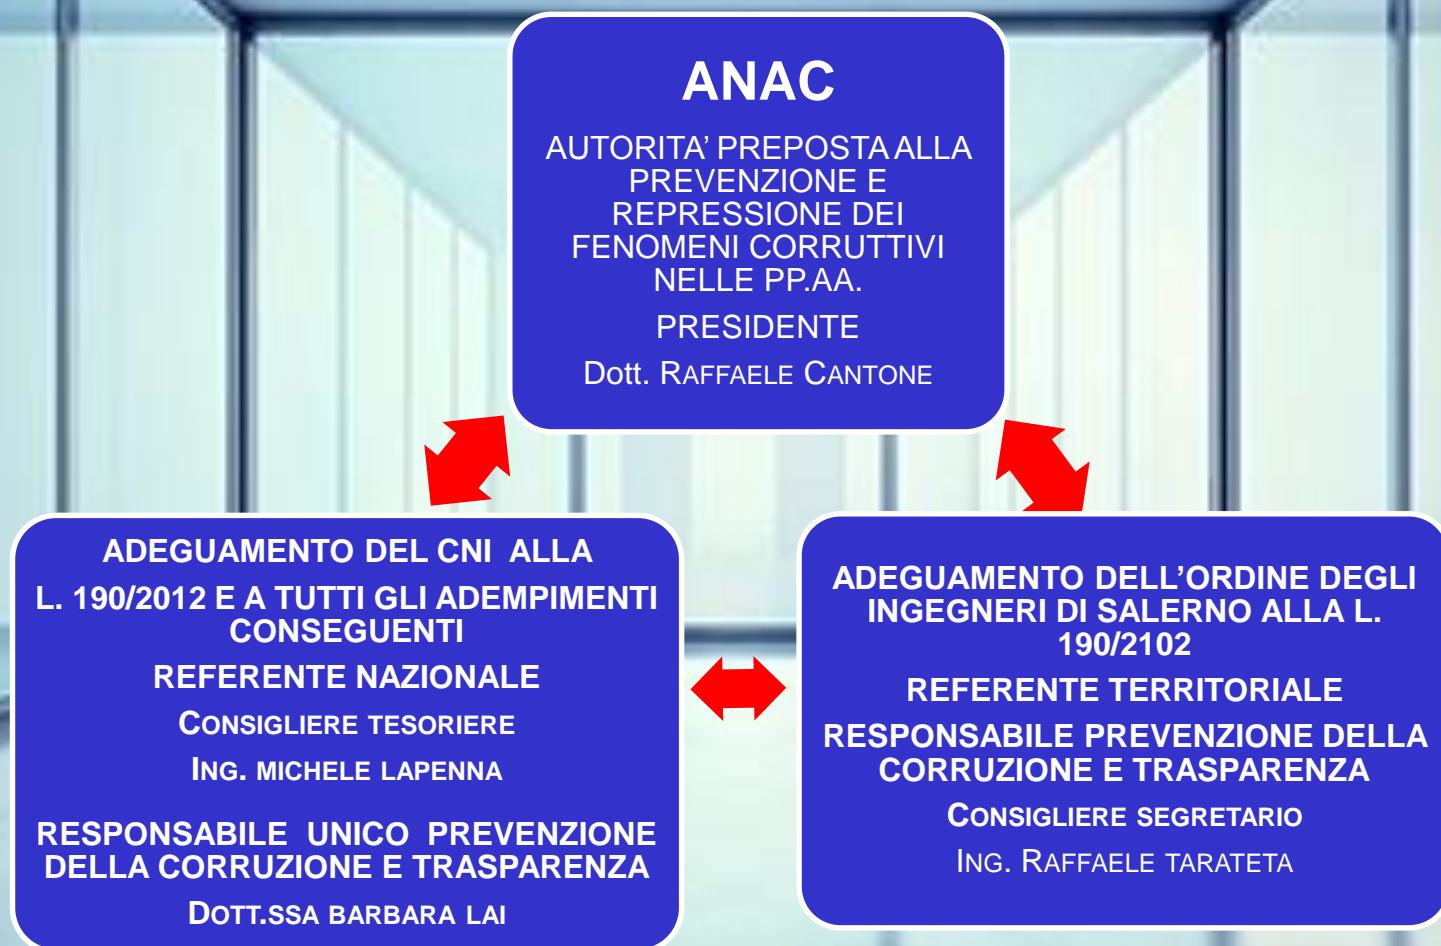 ANAC
AUTORITA’ PREPOSTA ALLA
PREVENZIONE E
REPRESSIONE DEI
FENOMENI CORRUTTIVI
NELLE PP.AA.
PRESIDENTE
Dott. RAFFAELE CANTONE
ADEGUAMENTO DEL CNI ALLA
L. 190/2012 E A TUTTI GLI ADEMPIMENTI
CONSEGUENTI
REFERENTE NAZIONALE
CONSIGLIERE TESORIERE
ING. MICHELE LAPENNA
RESPONSABILE UNICO PREVENZIONE
DELLA CORRUZIONE E TRASPARENZA
DOTT.SSA BARBARA LAI
ADEGUAMENTO DELL’ORDINE DEGLI
INGEGNERI DI SALERNO ALLA L.
190/2102
REFERENTE TERRITORIALE
RESPONSABILE PREVENZIONE DELLA
CORRUZIONE E TRASPARENZA
CONSIGLIERE SEGRETARIO
ING. RAFFAELE TARATETA